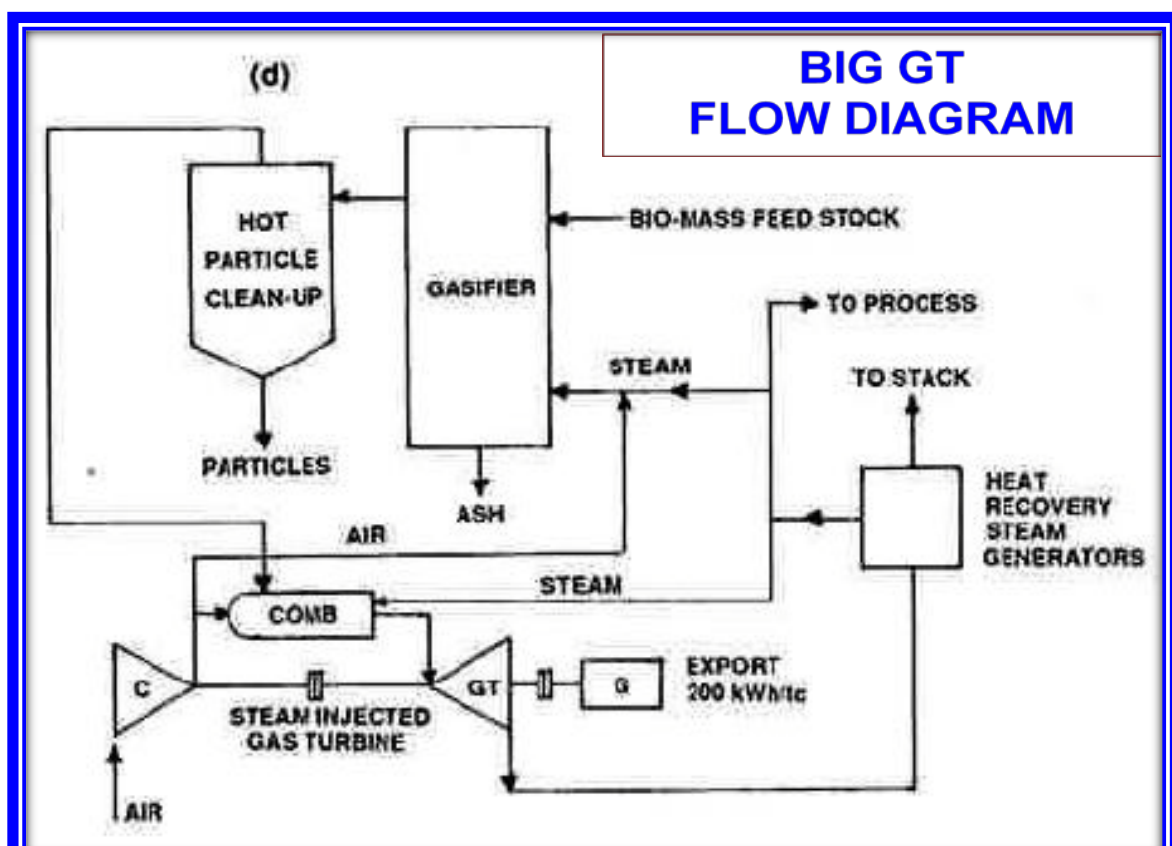 BIG GT
FLOW DIAGRAM
(d)
HOT
PARTICLE
CLEAN-UP
GASIFIER
BIO-MASS FEED STOCK
TO PROCESS
STEAM
TO STACK
PARTICLES
ASH
HEAT
RECOVERY
STEAM
GENERATORS
AIR
STEAM
COMB
C
GT
G
EXPORT
200 kWh/tc
STEAM INJECTED
GAS TURBINE
AIR